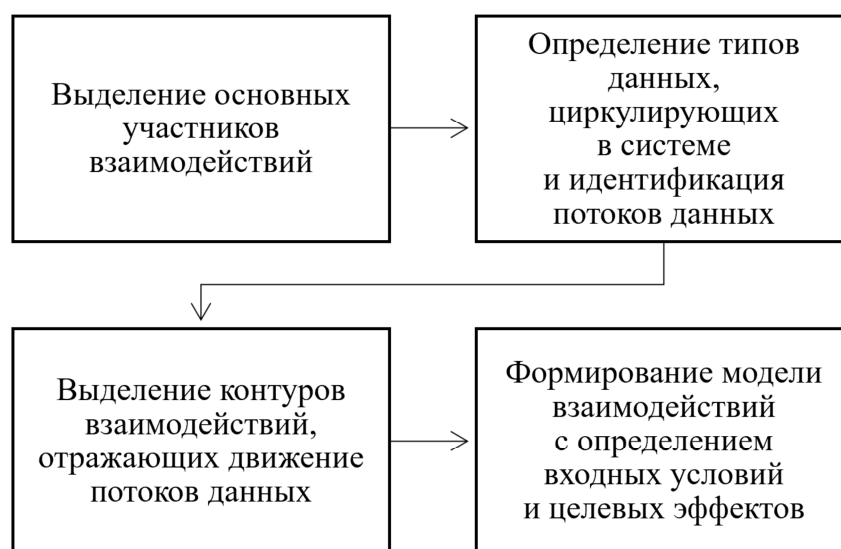 Выделение основных
участников
взаимодействий
Определение типов
данных,
циркулирующих
в системе
и идентификация
потоков данных
Выделение контуров
взаимодействий,
отражающих движение
потоков данных
Формирование модели
взаимодействий
с определением
входных условий
и целевых эффектов